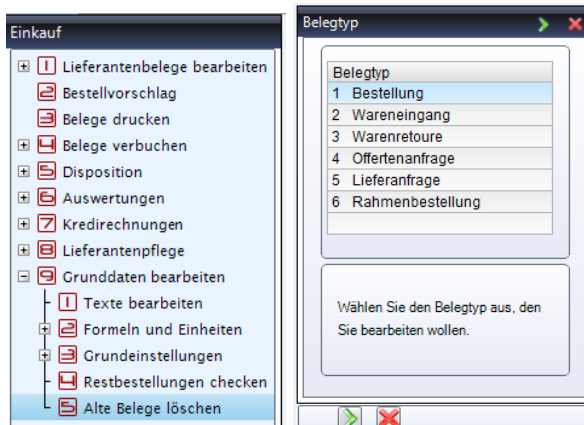 Einkauf
1 Lieferantenbelege bearbeiten
2 Bestellvorschlag
3 Belege drucken
4 Belege verbuchen
5 Disposition
6 Auswertungen
7 Kredirechnungen
8 Lieferantenpflege
9 Grunddaten bearbeiten
1 Texte bearbeiten
2 Formeln und Einheiten
3 Grundeinstellungen
4 Restbestellungen checken
5 Alte Belege löschen
Belegtyp
Belegtyp
1 Bestellung
2 Wareneingang
3 Warenretoure
4 Offertenanfrage
5 Lieferanfrage
6 Rahmenbestellung
Wählen Sie den Belegtyp aus, den
Sie bearbeiten wollen.